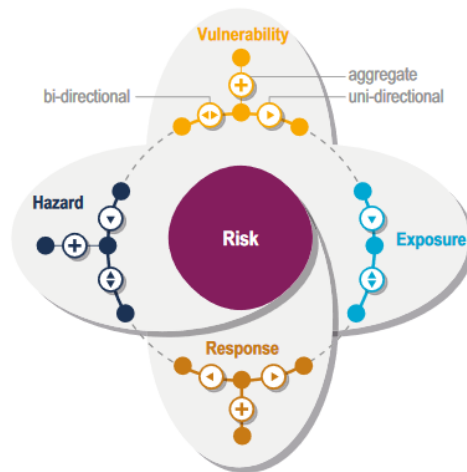 Vulnerability
aggregate
bi-directional
uni-directional
Hazard
Risk
Exposure
Response